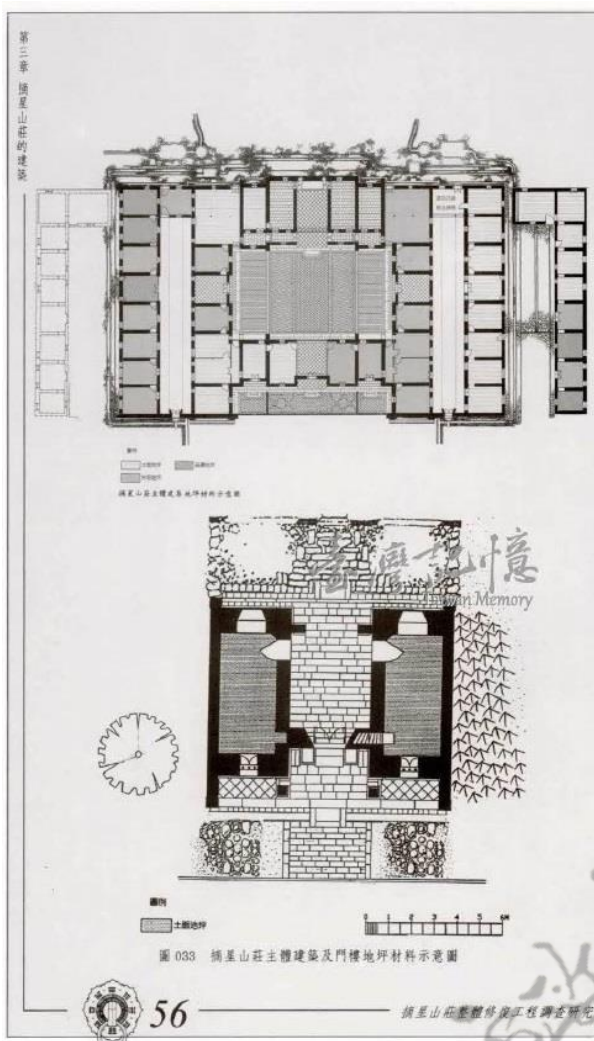 第三章 摘星山莊的建築
摘星山莊主體建築地坪材料示意圖
臺灣記憶
Taiwan Memory
圖例
土面地坪
0 1 2 3 4 5 6M
圖 033 摘星山莊主體建築及門樓地坪材料示意圖
56
摘星山莊整體修復工程調查研究